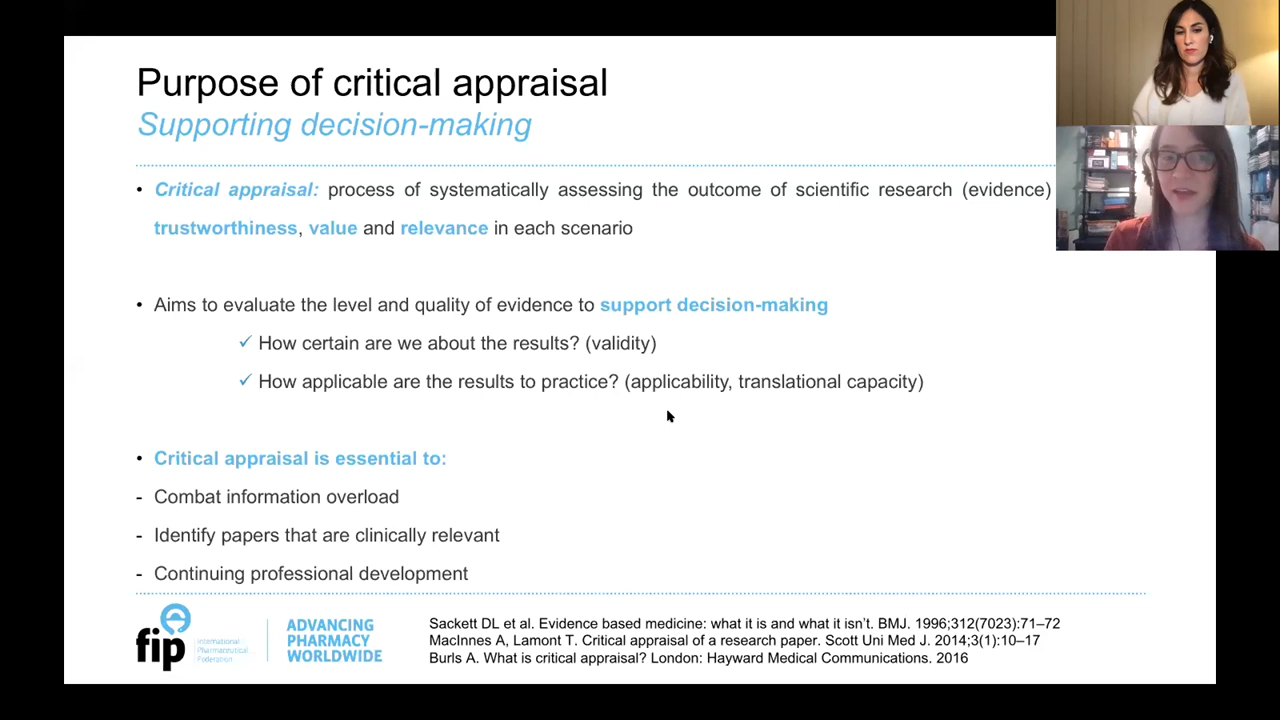 Purpose of critical appraisal
Supporting decision-making
• Critical appraisal: process of systematically assessing the outcome of scientific research (evidence)
trustworthiness, value and relevance in each scenario
• Aims to evaluate the level and quality of evidence to support decision-making
✓ How certain are we about the results? (validity)
✓ How applicable are the results to practice? (applicability, translational capacity)
• Critical appraisal is essential to:
- Combat information overload
- Identify papers that are clinically relevant
- Continuing professional development
fip
International
Pharmaceutical
Federation
ADVANCING
PHARMACY
WORLDWIDE
Sackett DL et al. Evidence based medicine: what it is and what it isn’t. BMJ. 1996;312(7023):71–72
MacInnes A, Lamont T. Critical appraisal of a research paper. Scott Uni Med J. 2014;3(1):10–17
Burls A. What is critical appraisal? London: Hayward Medical Communications. 2016